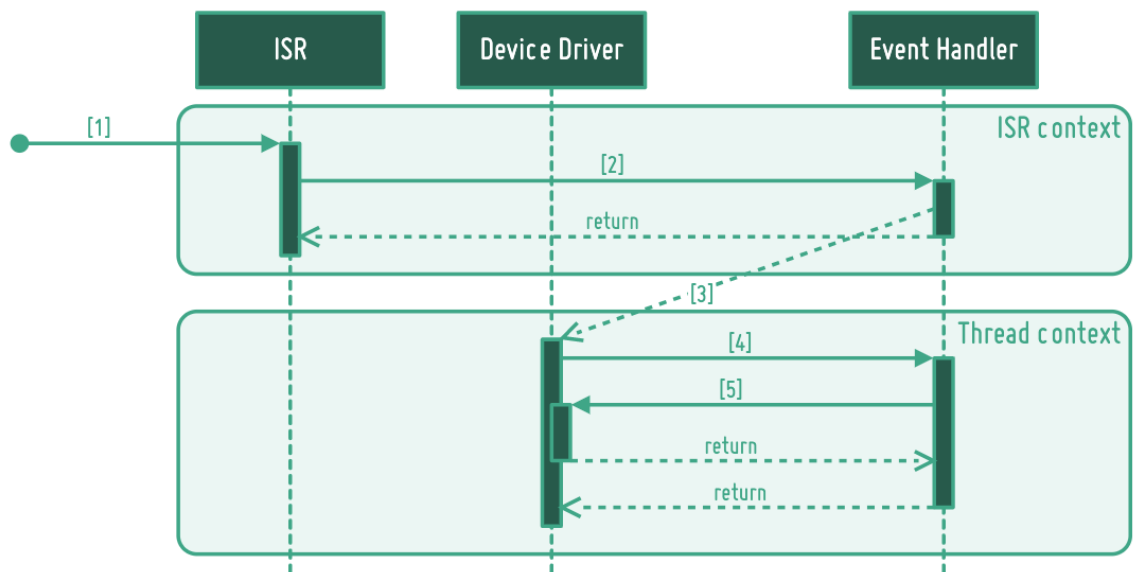 ISR
Device Driver
Event Handler
ISR context
[1]
[2]
return
[3]
Thread context
[4]
[5]
return
return